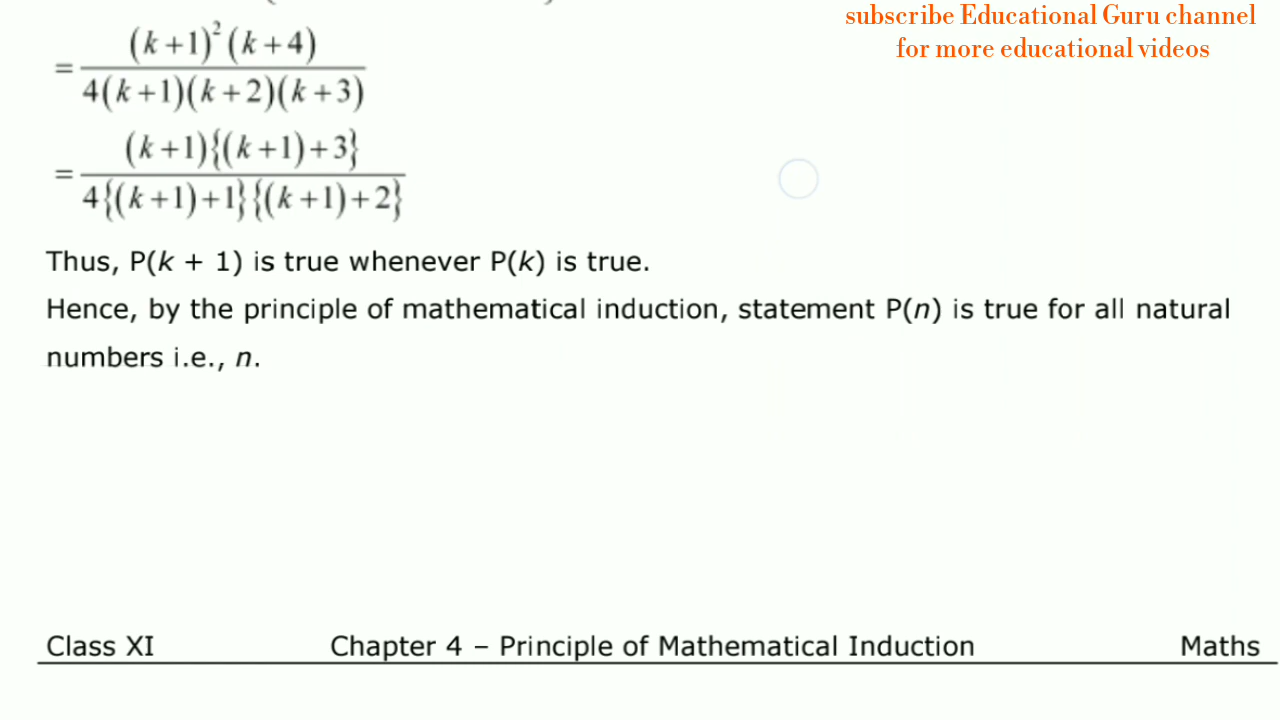 subscribe Educational Guru channel
for more educational videos
= (k+1)²(k+4) / 4(k+1)(k+2)(k+3)
= (k+1){(k+1)+3} / 4{(k+1)+1}{(k+1)+2}
Thus, P(k + 1) is true whenever P(k) is true.
Hence, by the principle of mathematical induction, statement P(n) is true for all natural
numbers i.e., n.
Class XI Chapter 4 – Principle of Mathematical Induction Maths